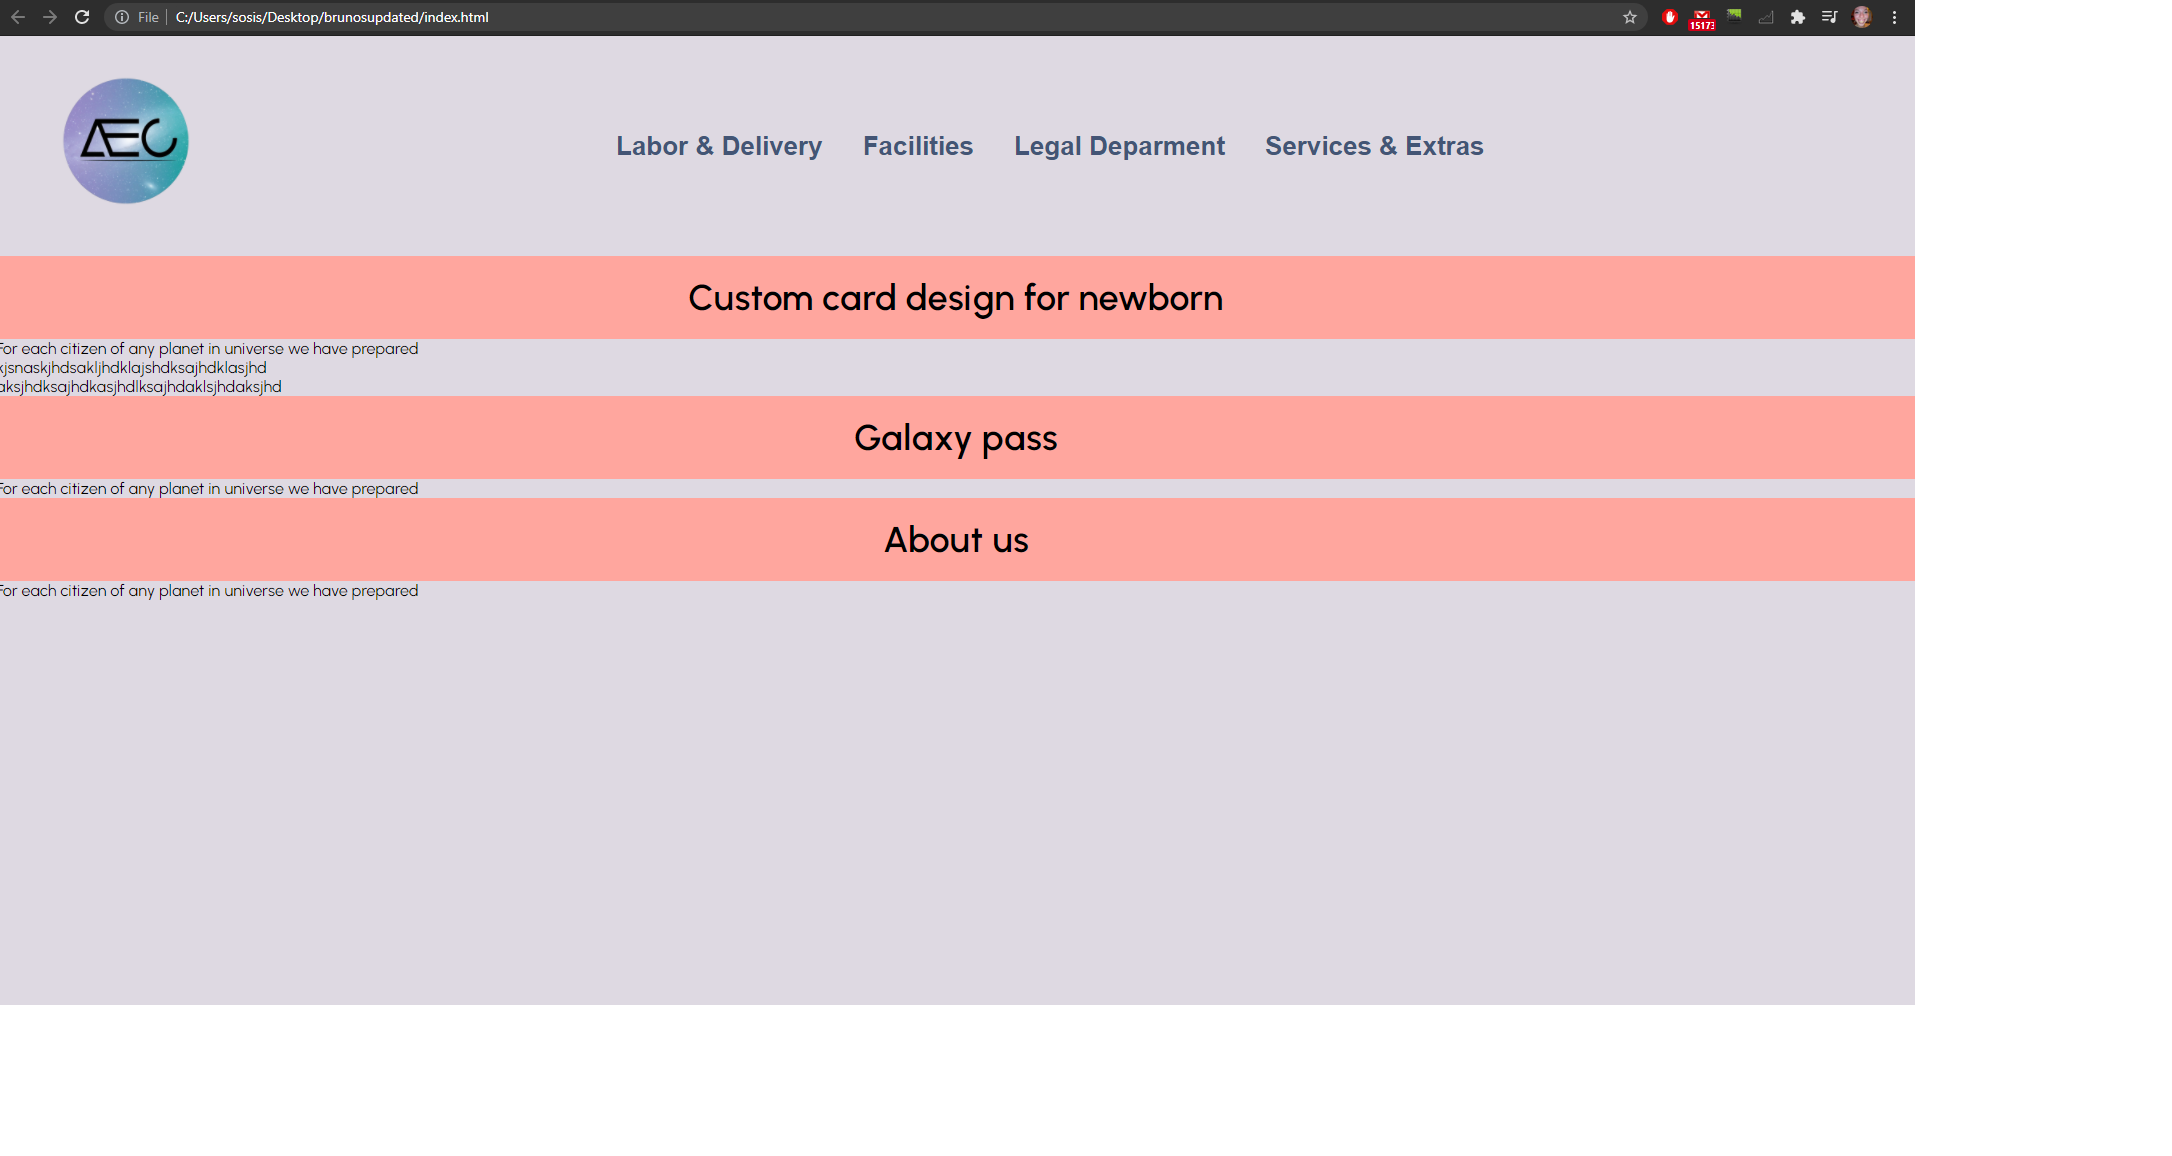 File C:/Users/sosis/Desktop/brunosupdated/index.html
15173
AEC
Labor & Delivery Facilities Legal Deparment Services & Extras
Custom card design for newborn
For each citizen of any planet in universe we have prepared
kjsnaskjhdsakljhdklajshdksajhdklasjhd
aksjhdksajhdkasjhdlksajhdaklsjhdaksjhd
Galaxy pass
For each citizen of any planet in universe we have prepared
About us
For each citizen of any planet in universe we have prepared